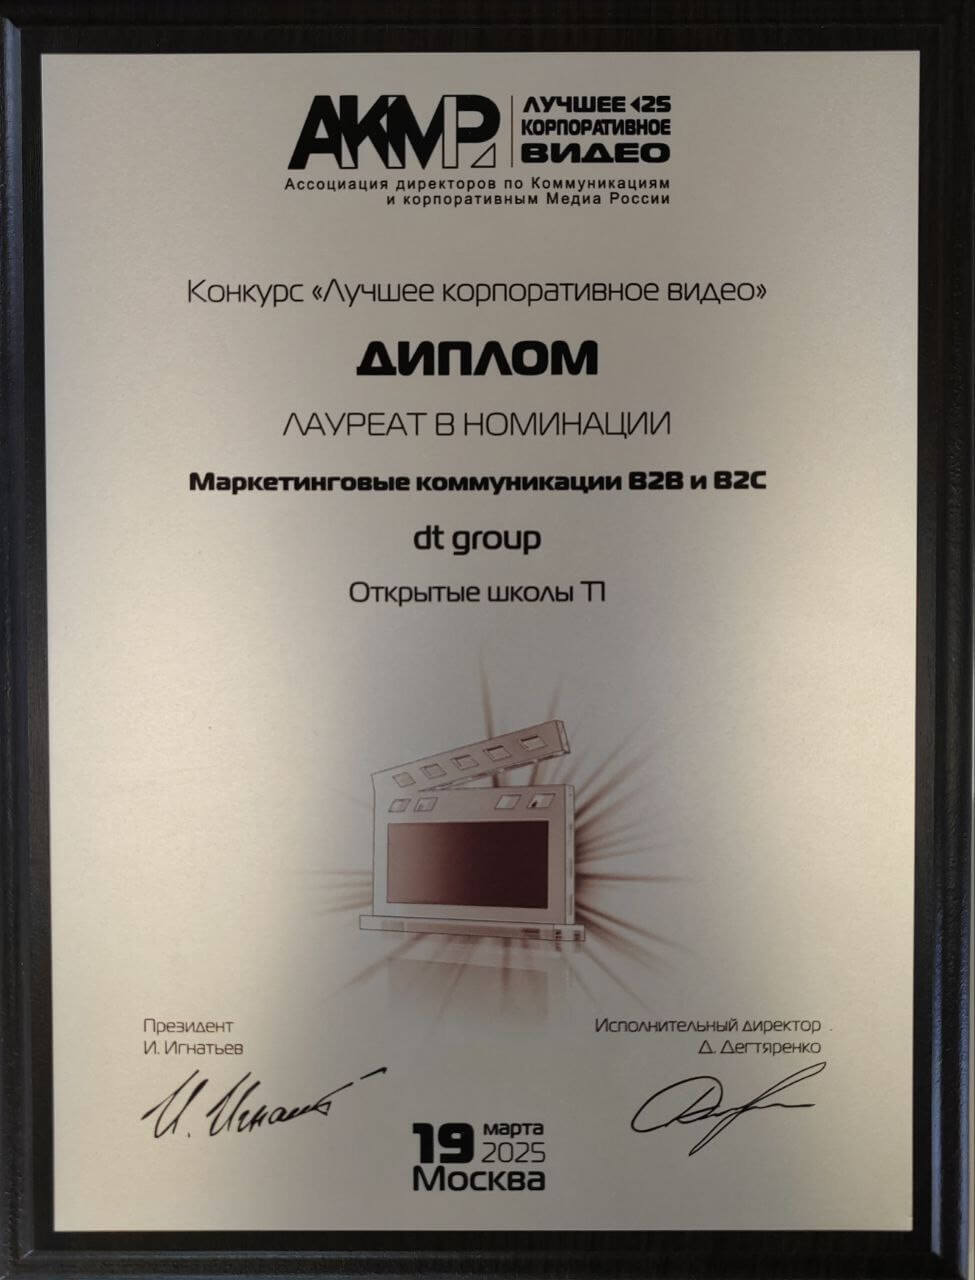 АКМР
ЛУЧШЕЕ 25
КОРПОРАТИВНОЕ
ВИДЕО
Ассоциация директоров по Коммуникациям
и корпоративным Медиа России
Конкурс «Лучшее корпоративное видео»
ДИПЛОМ
ЛАУРЕАТ В НОМИНАЦИИ
Маркетинговые коммуникации B2B и B2C
dt group
Открытые школы Т1
Президент
И. Игнатьев
Исполнительный директор
Д. Дегтяренко
И. Игнат
19 марта
2025
Москва